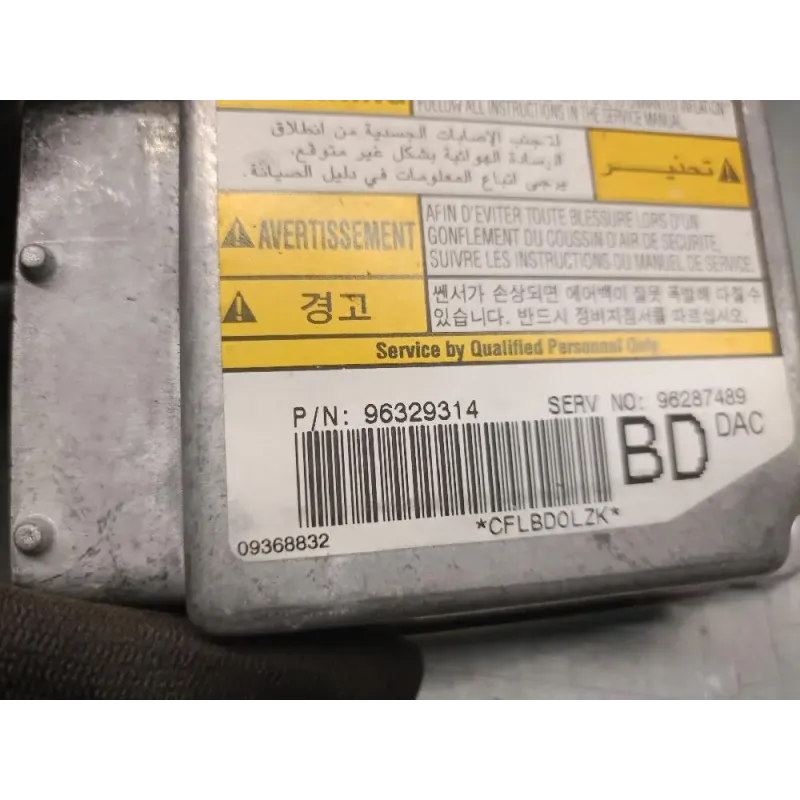 FOLLOW ALL INSTRUCTIONS IN THE SERVICE MANUAL.
لتجنب الإصابات الجسدية من انطلاق
الوسادة الهوائية بشكل غير متوقع،
يرجى اتباع المعلومات في دليل الصيانة.
تحذير
AVERTISSEMENT
AFIN D'EVITER TOUTE BLESSURE LORS D'UN
GONFLEMENT DU COUSSIN D'AIR DE SECURITE,
SUIVRE LES INSTRUCTIONS DU MANUEL DE SERVICE.
경고
쎈서가 손상되면 에어백이 잘못 폭발해 다칠수
있습니다. 반드시 정비지침서를 따르십시오.
Service by Qualified Personnel Only
P/N: 96329314
SERV NO: 96287489
BD DAC
*CFLBDOLZK*
09368832